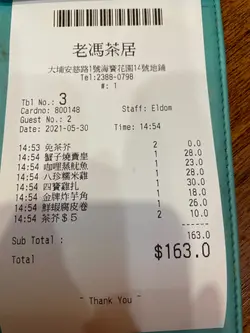 老馮茶居
大埔安慈路1號海寶花園14號地鋪
Tel:2388-0798
W: 1
Tbl No.: 3
Cardno: 800148 Staff: Eldom
Guest No.: 2
Date: 2021-05-30 Time: 14:54
14:53 免茶芥 2 0.0
14:54 蟹子燒賣皇 1 28.0
14:54 咖喱蒸魷魚 1 30.0
14:54 八珍糯米雞 1 23.0
14:54 四寶雞扎 1 28.0
14:54 金牌炸芋角 1 18.0
14:54 鮮蝦腐皮卷 1 26.0
14:54 茶芥＄５ 2 10.0
Sub Total : 163.0
Total $163.0
~ Thank You ~